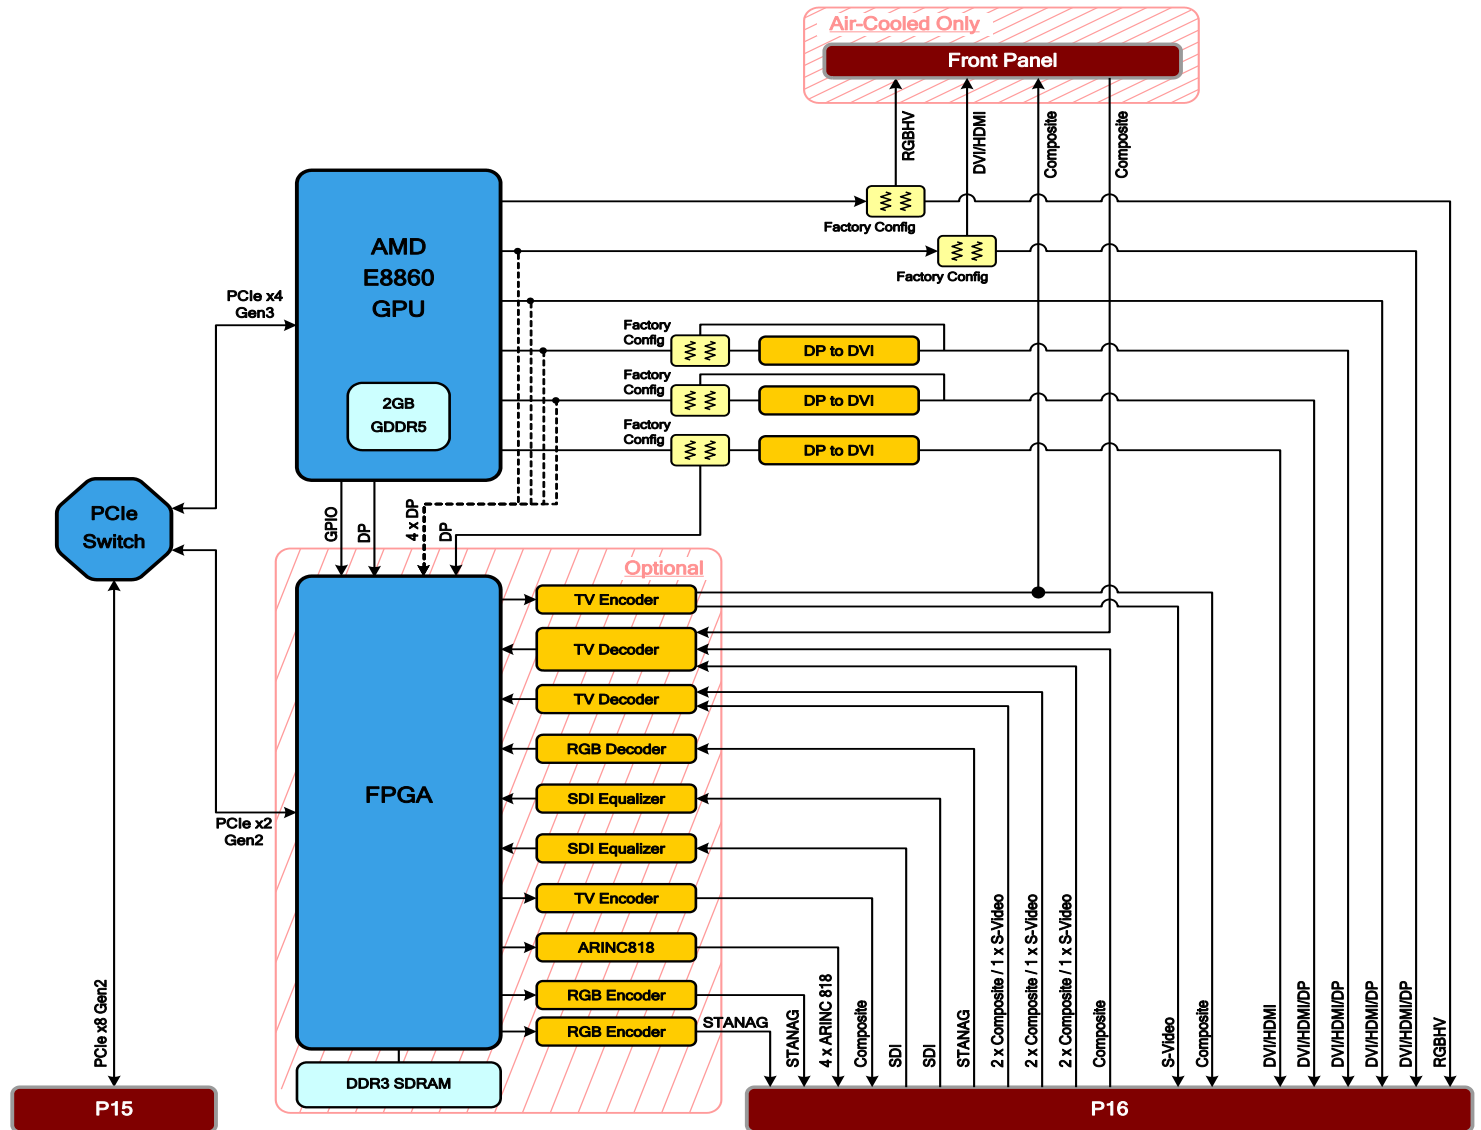 Air-Cooled Only
Front Panel
RGBHV
DVI/HDMI
Composite
Composite
Factory Config
Factory Config
AMD
E8860
GPU
2GB
GDDR5
PCIe x4
Gen3
Factory
Config
DP to DVI
Factory
Config
DP to DVI
Factory
Config
DP to DVI
PCIe
Switch
GPIO
DP
4 x DP
DP
Optional
TV Encoder
TV Decoder
TV Decoder
RGB Decoder
SDI Equalizer
SDI Equalizer
TV Encoder
ARINC818
RGB Encoder
RGB Encoder
FPGA
PCIe x2
Gen2
DDR3 SDRAM
PCIe x8 Gen2
STANAG
STANAG
4 x ARINC 818
Composite
SDI
SDI
STANAG
2 x Composite / 1 x S-Video
2 x Composite / 1 x S-Video
2 x Composite / 1 x S-Video
Composite
S-Video
Composite
DVI/HDMI
DVI/HDMI/DP
DVI/HDMI/DP
DVI/HDMI/DP
DVI/HDMI/DP
RGBHV
P15
P16